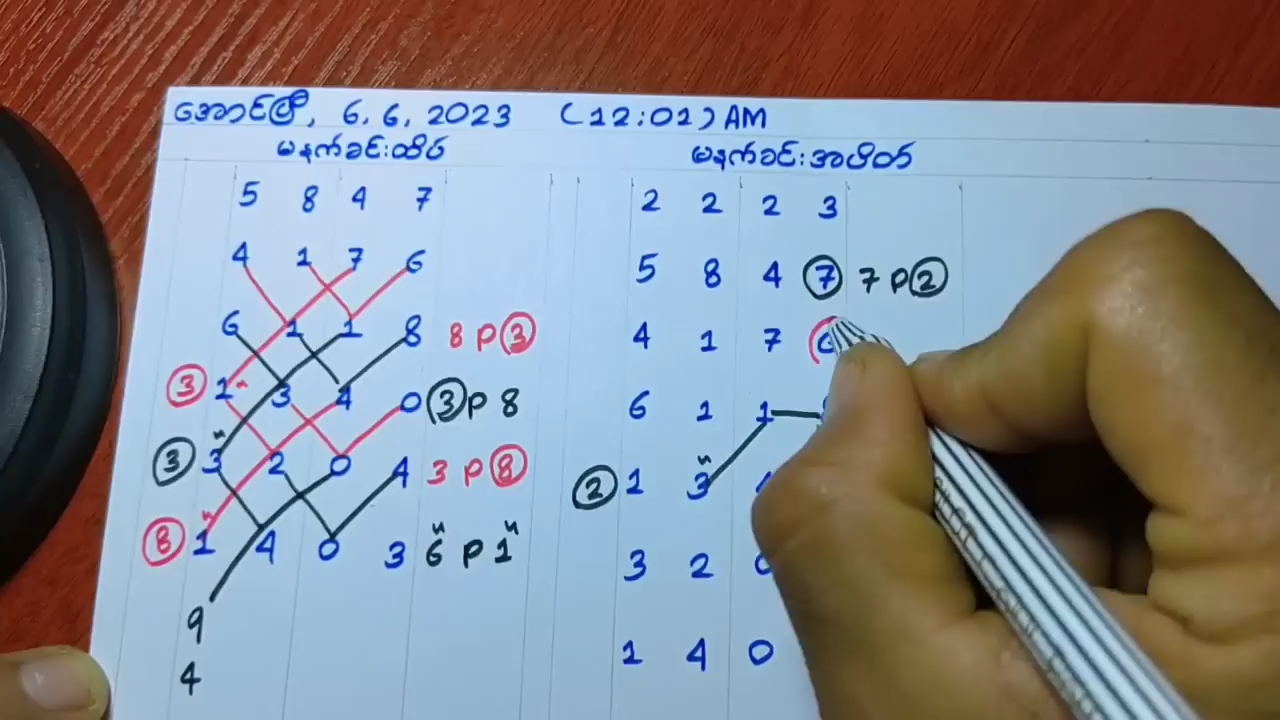 အောင်ဖြိုး, 6.6.2023 (12:01) AM
မနက်ခင်းထိပ် မနက်ခင်းအပိတ်
5 8 4 7 2 2 2 3
4 1 7 6 5 8 4 7 7 P 2
6 1 1 8 8 P 3 4 1 7 6
3 1 3 4 0 3 P 8 6 1 1
3 3 2 0 4 3 P 8 2 1 3
8 1 4 0 3 6 P 1 3 2 0
9 1 4 0
4